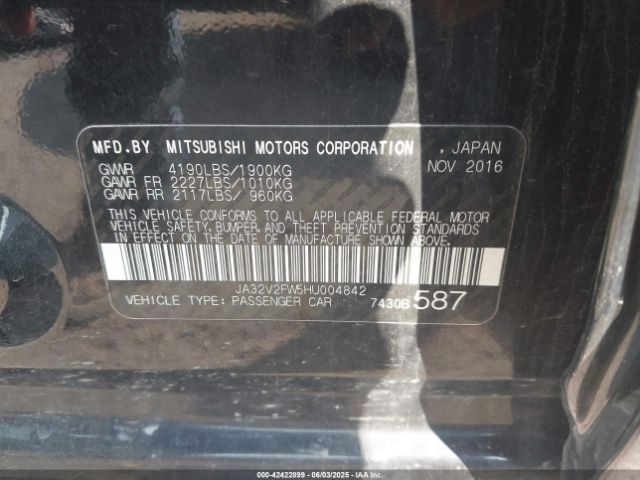 MFD.BY MITSUBISHI MOTORS CORPORATION , JAPAN
GVWR 4190LBS/1900KG NOV 2016
GAWR FR 2227LBS/1010KG
GAWR RR 2117LBS/ 960KG
THIS VEHICLE CONFORMS TO ALL APPLICABLE FEDERAL MOTOR
VEHICLE SAFETY, BUMPER, AND THEFT PREVENTION STANDARDS
IN EFFECT ON THE DATE OF MANUFACTURE SHOWN ABOVE.
JA32V2FW5HU004842
VEHICLE TYPE: PASSENGER CAR 7430B 587
000-42422899 - 06/03/2025 - IAAI.COM